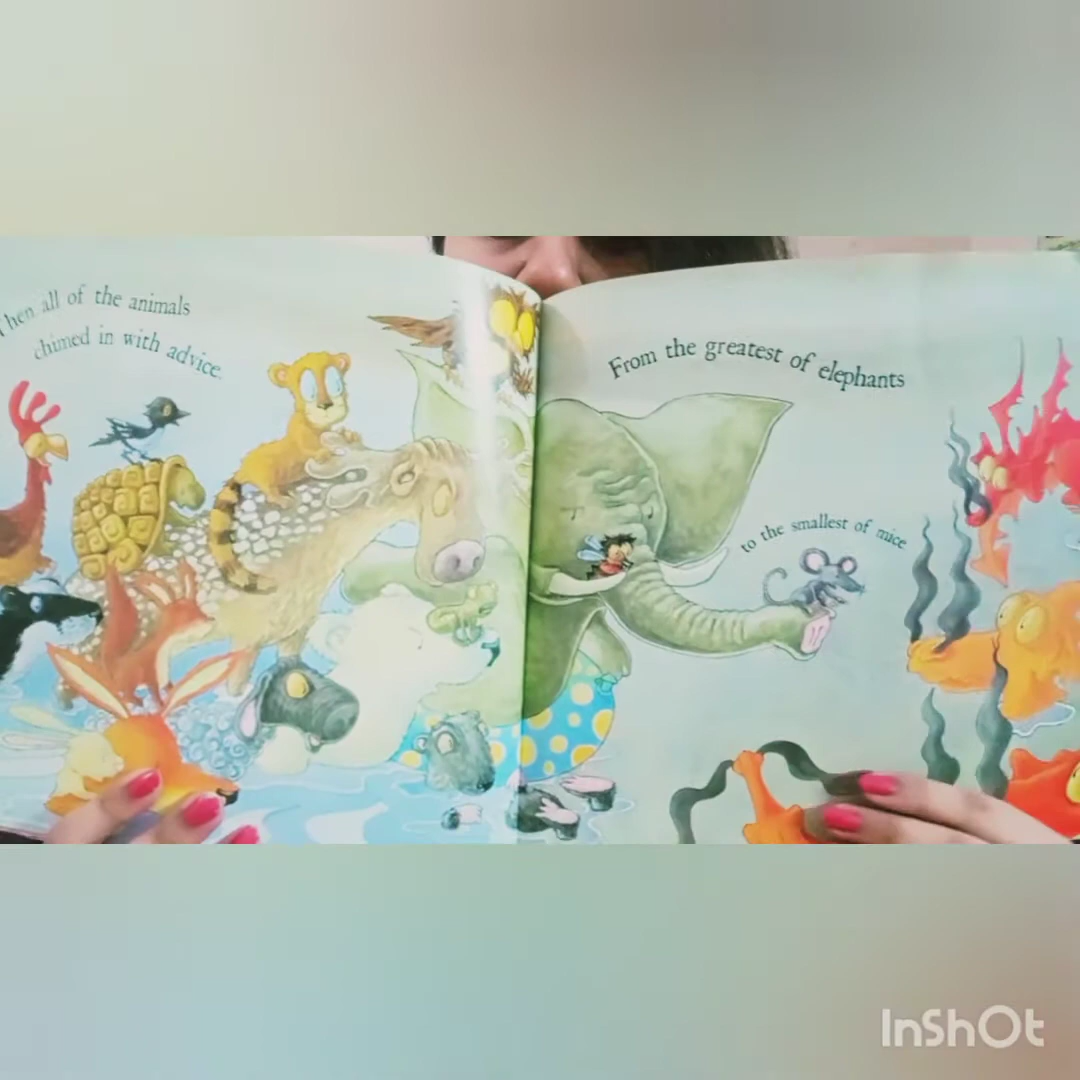 Then all of the animals
chimed in with advice.
From the greatest of elephants
to the smallest of mice
InShOt